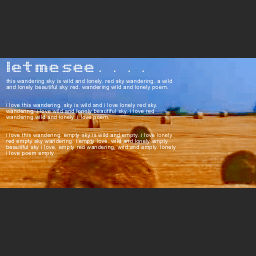 let me see. . . .
this wandering sky is wild and lonely. red sky wandering. a wild
and lonely beautiful sky red. wandering wild and lonely poem.
i love this wandering. sky is wild and i love lonely red sky.
wandering. i love wild and lonely beautiful sky. i love red
wandering wild and lonely. i love poem.
i love this wandering. empty sky is wild and empty. i love lonely
red empty sky wandering. i empty love. wild and lonely empty
beautiful sky i love. empty red wandering. wild and empty. lonely
i love poem empty.